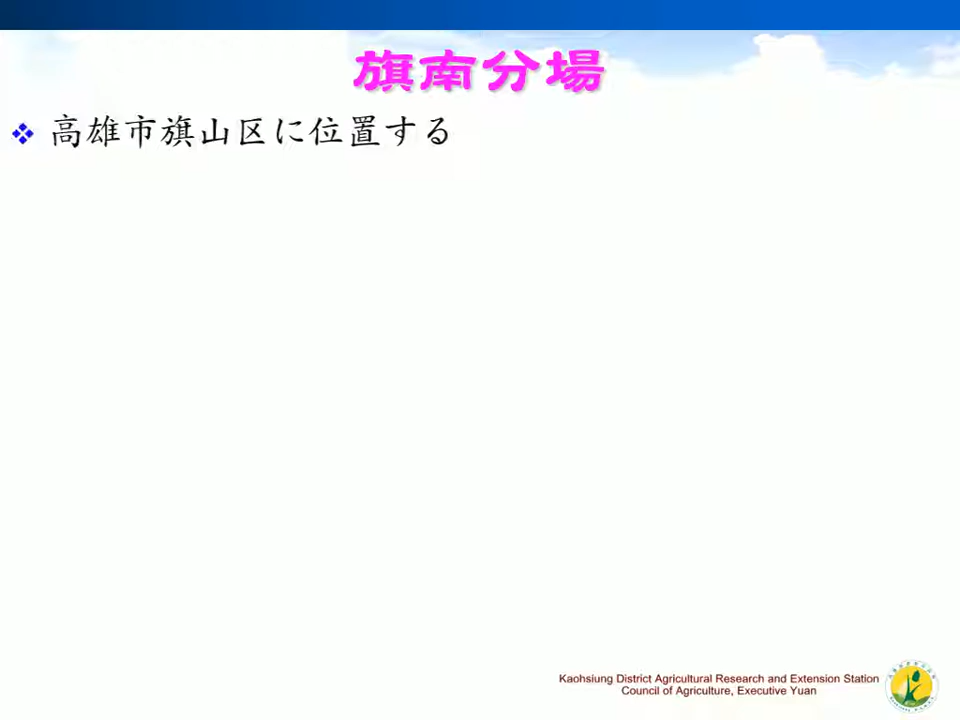 旗南分場
高雄市旗山区に位置する
Kaohsiung District Agricultural Research and Extension Station
Council of Agriculture, Executive Yuan